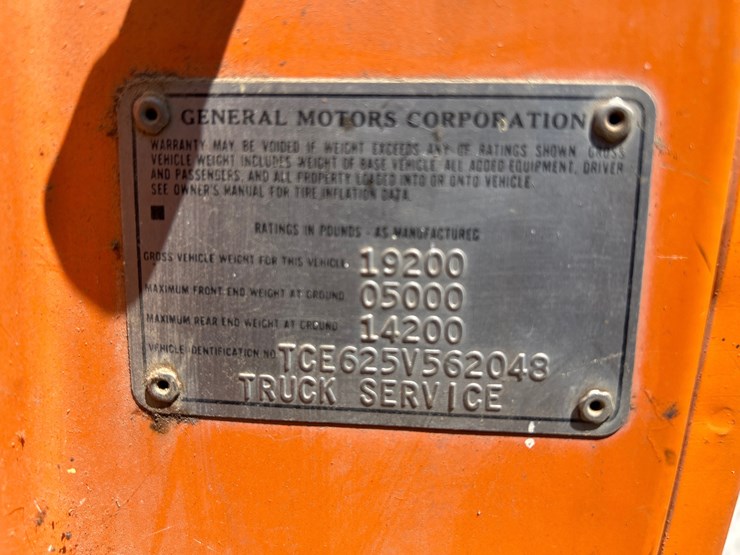 GENERAL MOTORS CORPORATION
WARRANTY MAY BE VOIDED IF WEIGHT EXCEEDS ANY OF RATINGS SHOWN GROSS
VEHICLE WEIGHT INCLUDES WEIGHT OF BASE VEHICLE, ALL ADDED EQUIPMENT, DRIVER
AND PASSENGERS, AND ALL PROPERTY LOADED INTO OR ONTO VEHICLE.
SEE OWNER'S MANUAL FOR TIRE INFLATION DATA.
RATINGS IN POUNDS - AS MANUFACTURED
GROSS VEHICLE WEIGHT FOR THIS VEHICLE 19200
MAXIMUM FRONT END WEIGHT AT GROUND 05000
MAXIMUM REAR END WEIGHT AT GROUND 14200
VEHICLE IDENTIFICATION NO. TCE625V562048
TRUCK SERVICE